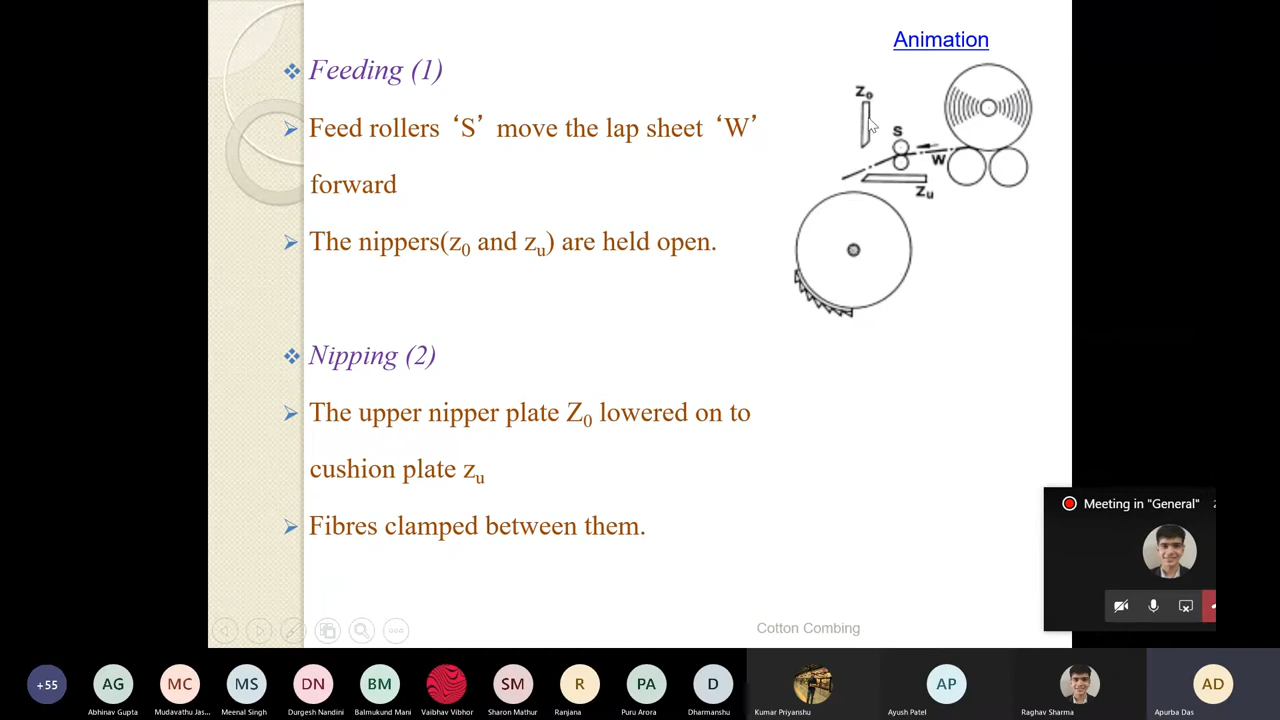 Animation
Feeding (1)
Feed rollers ‘S’ move the lap sheet ‘W’
forward
The nippers(z0 and zu) are held open.
Zo
S
W
Zu
Nipping (2)
The upper nipper plate Z0 lowered on to
cushion plate zu
Fibres clamped between them.
Cotton Combing
Meeting in "General"
+55
AG
MC
MS
DN
BM
SM
R
PA
D
AP
AD
Abhinav Gupta
Mudavathu Jas...
Meenal Singh
Durgesh Nandini
Balmukund Mani
Vaibhav Vibhor
Sharon Mathur
Ranjana
Puru Arora
Dharmanshu
Kumar Priyanshu
Ayush Patel
Raghav Sharma
Apurba Das